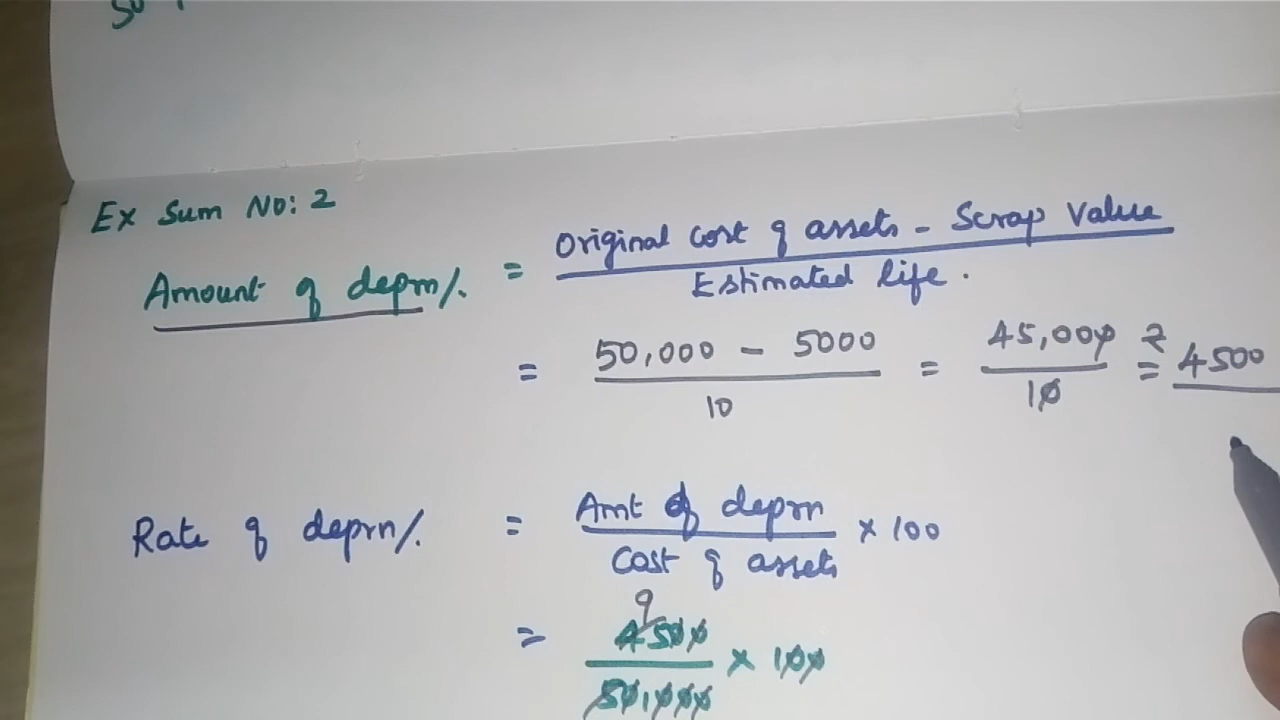 50
Ex Sum No: 2
Amount of deprn/. = Original cost of assets - Scrap Value
Estimated life.
= 50,000 - 5000 = 45,000 = ₹ 4500
10 10
Rate of deprn/. = Amt of deprn × 100
Cost of assets
9
= 4500 × 100
50,000